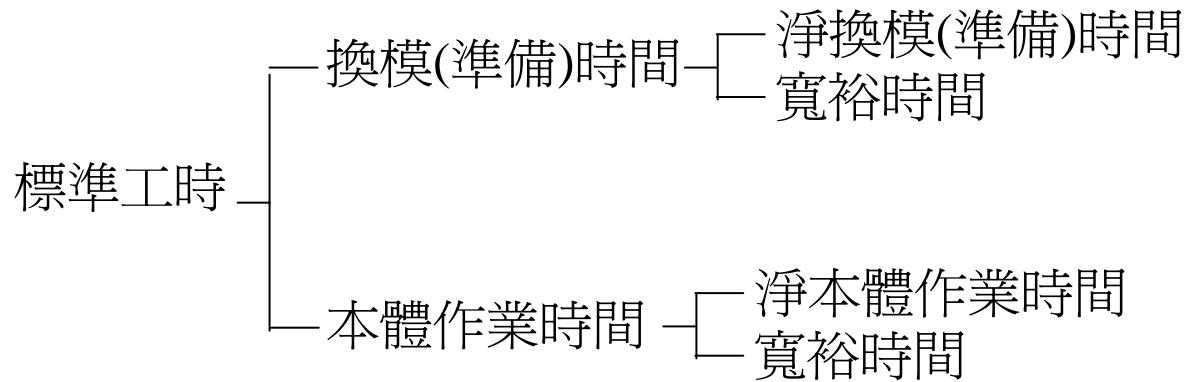 標準工時
換模(準備)時間
淨換模(準備)時間
寬裕時間
本體作業時間
淨本體作業時間
寬裕時間